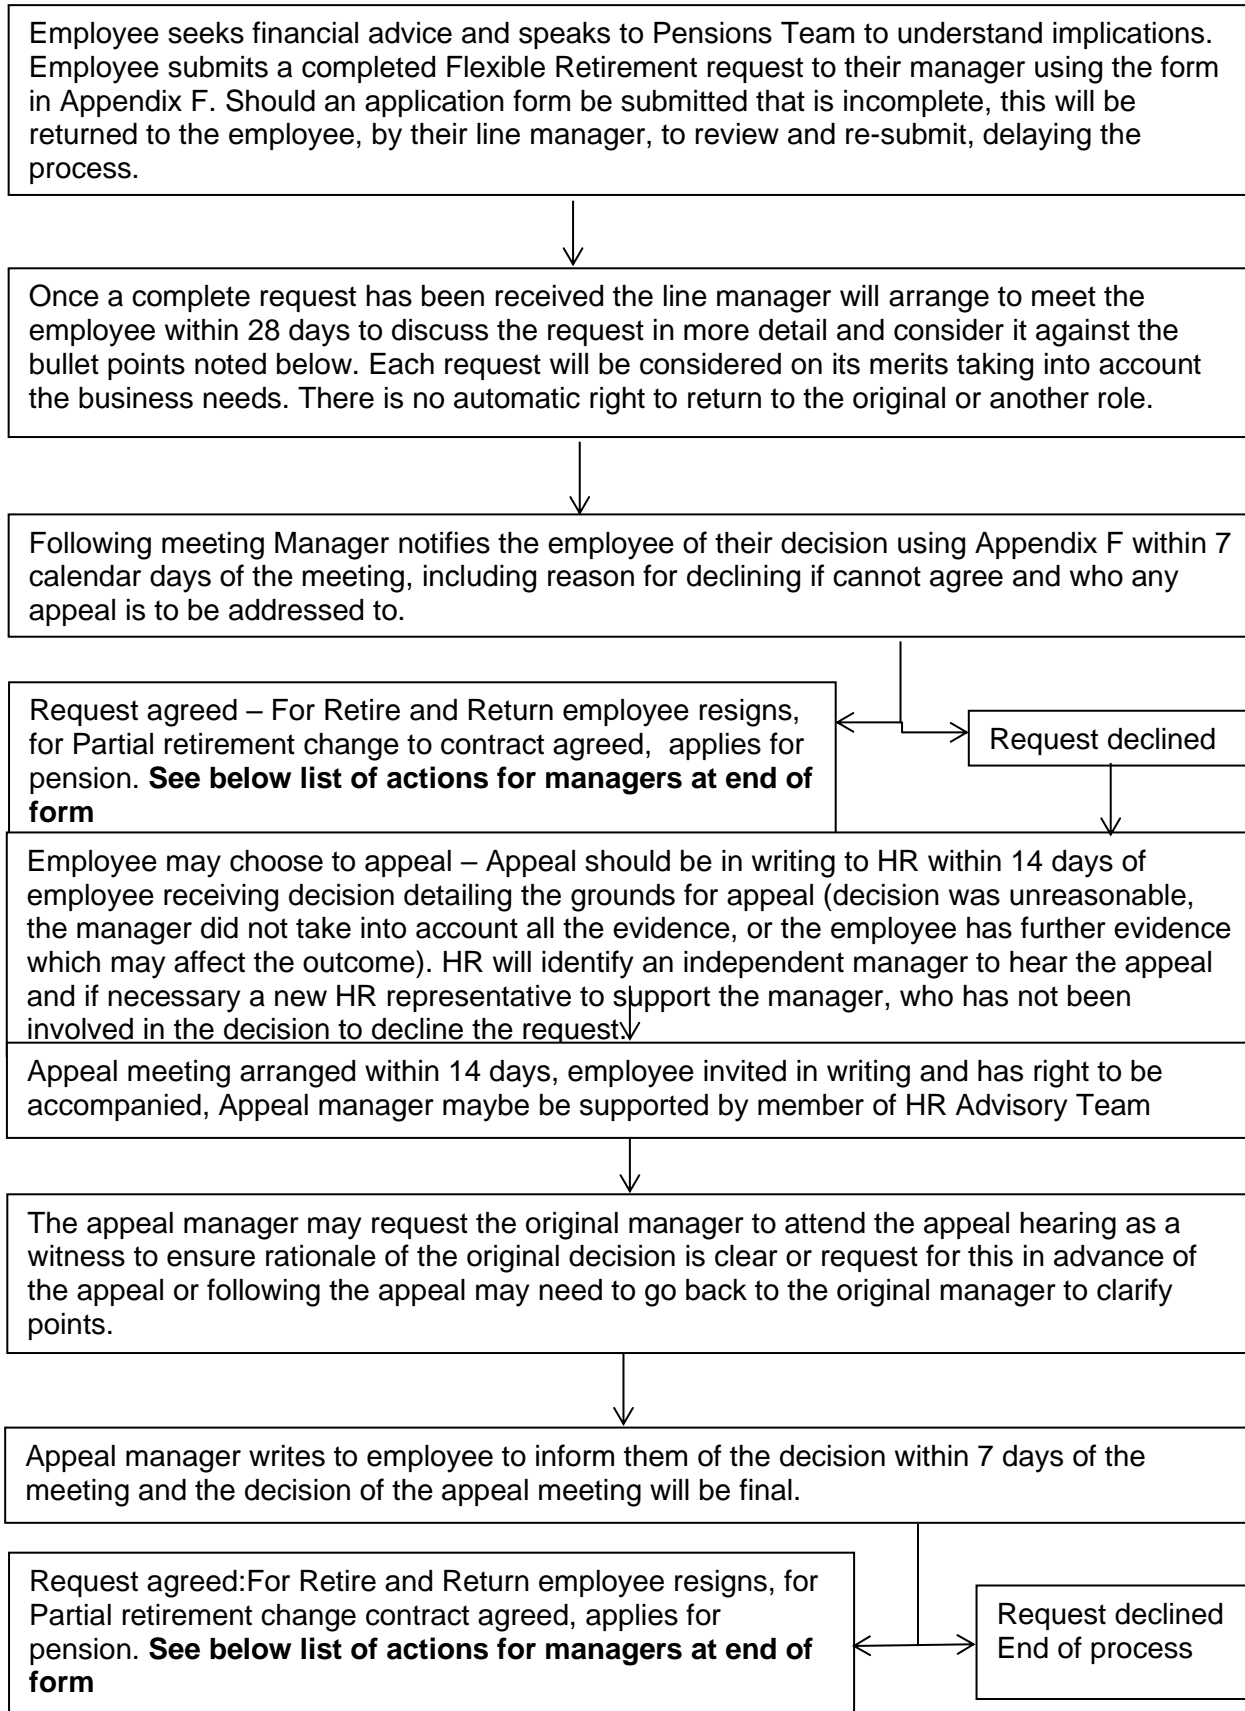 Employee seeks financial advice and speaks to Pensions Team to understand implications.
Employee submits a completed Flexible Retirement request to their manager using the form
in Appendix F. Should an application form be submitted that is incomplete, this will be
returned to the employee, by their line manager, to review and re-submit, delaying the
process.
Once a complete request has been received the line manager will arrange to meet the
employee within 28 days to discuss the request in more detail and consider it against the
bullet points noted below. Each request will be considered on its merits taking into account
the business needs. There is no automatic right to return to the original or another role.
Following meeting Manager notifies the employee of their decision using Appendix F within 7
calendar days of the meeting, including reason for declining if cannot agree and who any
appeal is to be addressed to.
Request agreed – For Retire and Return employee resigns,
for Partial retirement change to contract agreed, applies for
pension. See below list of actions for managers at end of
form
Request declined
Employee may choose to appeal – Appeal should be in writing to HR within 14 days of
employee receiving decision detailing the grounds for appeal (decision was unreasonable,
the manager did not take into account all the evidence, or the employee has further evidence
which may affect the outcome). HR will identify an independent manager to hear the appeal
and if necessary a new HR representative to support the manager, who has not been
involved in the decision to decline the request.
Appeal meeting arranged within 14 days, employee invited in writing and has right to be
accompanied, Appeal manager maybe be supported by member of HR Advisory Team
The appeal manager may request the original manager to attend the appeal hearing as a
witness to ensure rationale of the original decision is clear or request for this in advance of
the appeal or following the appeal may need to go back to the original manager to clarify
points.
Appeal manager writes to employee to inform them of the decision within 7 days of the
meeting and the decision of the appeal meeting will be final.
Request agreed:For Retire and Return employee resigns, for
Partial retirement change contract agreed, applies for
pension. See below list of actions for managers at end of
form
Request declined
End of process